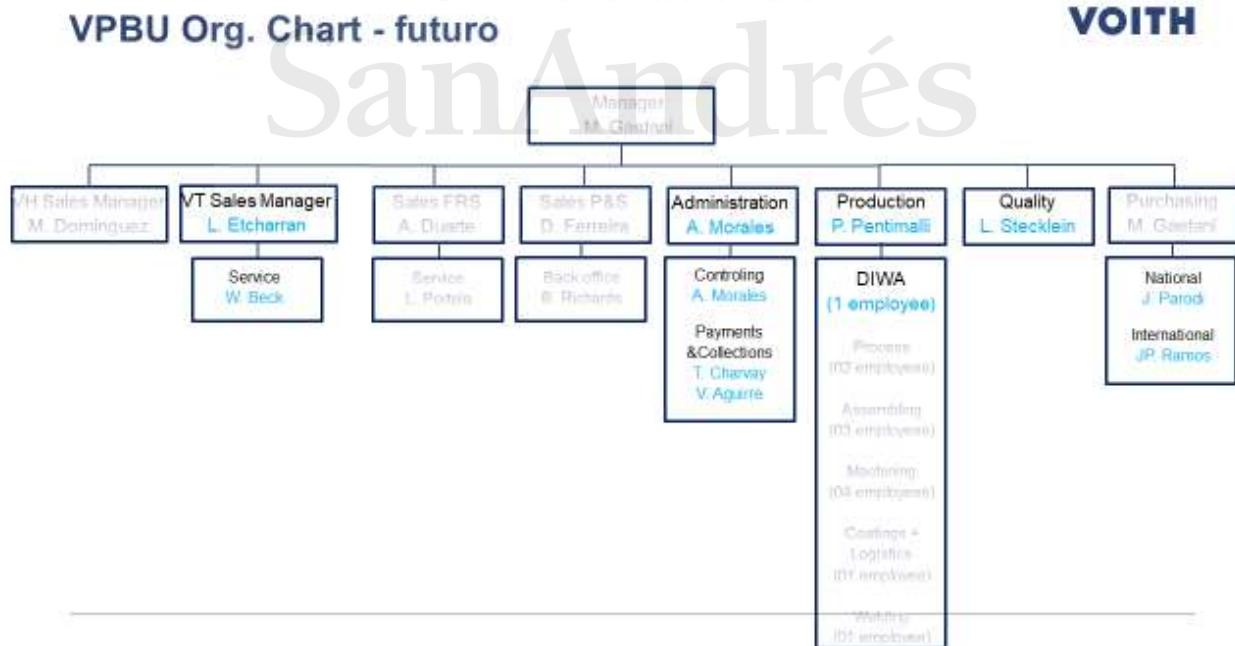 VPBU Org. Chart - futuro
VOITH
SanAndrés
Manager
M. Gaetani
VH Sales Manager
M. Dominguez
VT Sales Manager
L. Etcharran
Sales FRS
A. Duarte
Sales P&S
D. Ferreira
Administration
A. Morales
Production
P. Pentimalli
Quality
L. Stecklein
Purchasing
M. Gaetani
Service
W. Beck
Service
L. Portela
Back office
B. Richards
Controling
A. Morales
Payments
&Collections
T. Charvay
V. Aguirre
DIWA
(1 employee)
Process
(02 employees)
Assembling
(03 employees)
Machining
(04 employees)
Coatings +
Logistics
(01 employee)
Welding
(01 employee)
National
J. Parodi
International
JP. Ramos